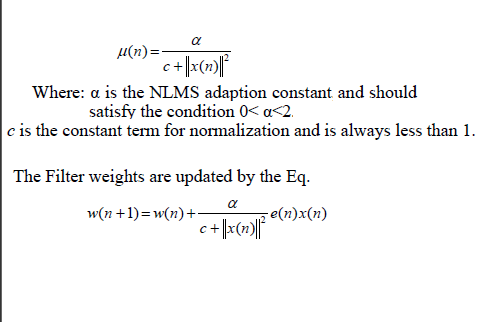 μ(n) = α / (c + ‖x(n)‖²)
Where: α is the NLMS adaption constant and should
satisfy the condition 0< α<2.
c is the constant term for normalization and is always less than 1.
The Filter weights are updated by the Eq.
w(n+1) = w(n) + α / (c + ‖x(n)‖²) e(n)x(n)